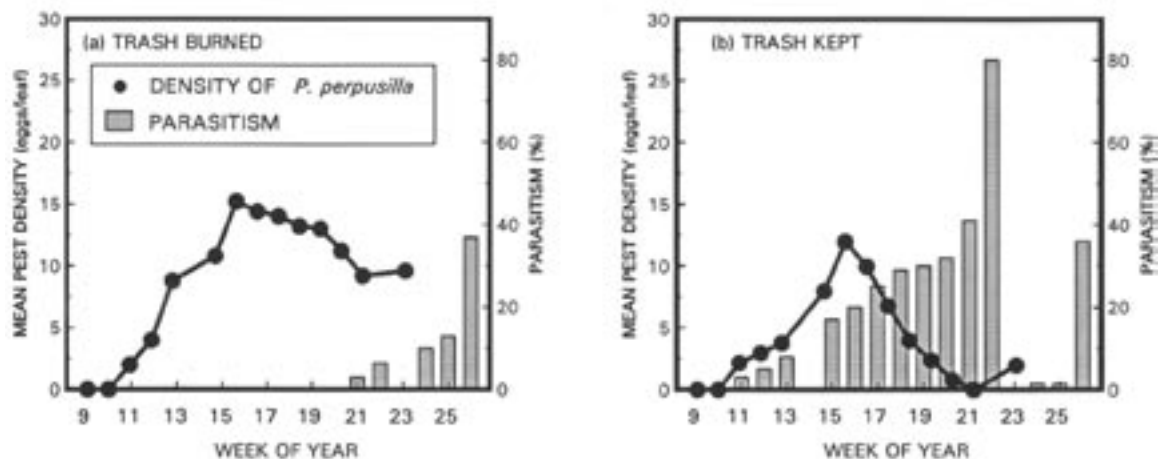 (a) TRASH BURNED
DENSITY OF P. perpusilla
PARASITISM
MEAN PEST DENSITY (eggs/leaf)
30
25
20
15
10
5
0
80
60
40
20
0
PARASITISM (%)
9 11 13 15 17 19 21 23 25
WEEK OF YEAR
(b) TRASH KEPT
MEAN PEST DENSITY (eggs/leaf)
30
25
20
15
10
5
0
80
60
40
20
0
PARASITISM (%)
9 11 13 15 17 19 21 23 25
WEEK OF YEAR